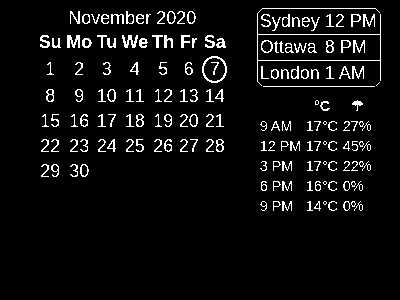 November 2020
Su Mo Tu We Th Fr Sa
1 2 3 4 5 6 7
8 9 10 11 12 13 14
15 16 17 18 19 20 21
22 23 24 25 26 27 28
29 30
Sydney 12 PM
Ottawa 8 PM
London 1 AM
°C
9 AM 17°C 27%
12 PM 17°C 45%
3 PM 17°C 22%
6 PM 16°C 0%
9 PM 14°C 0%